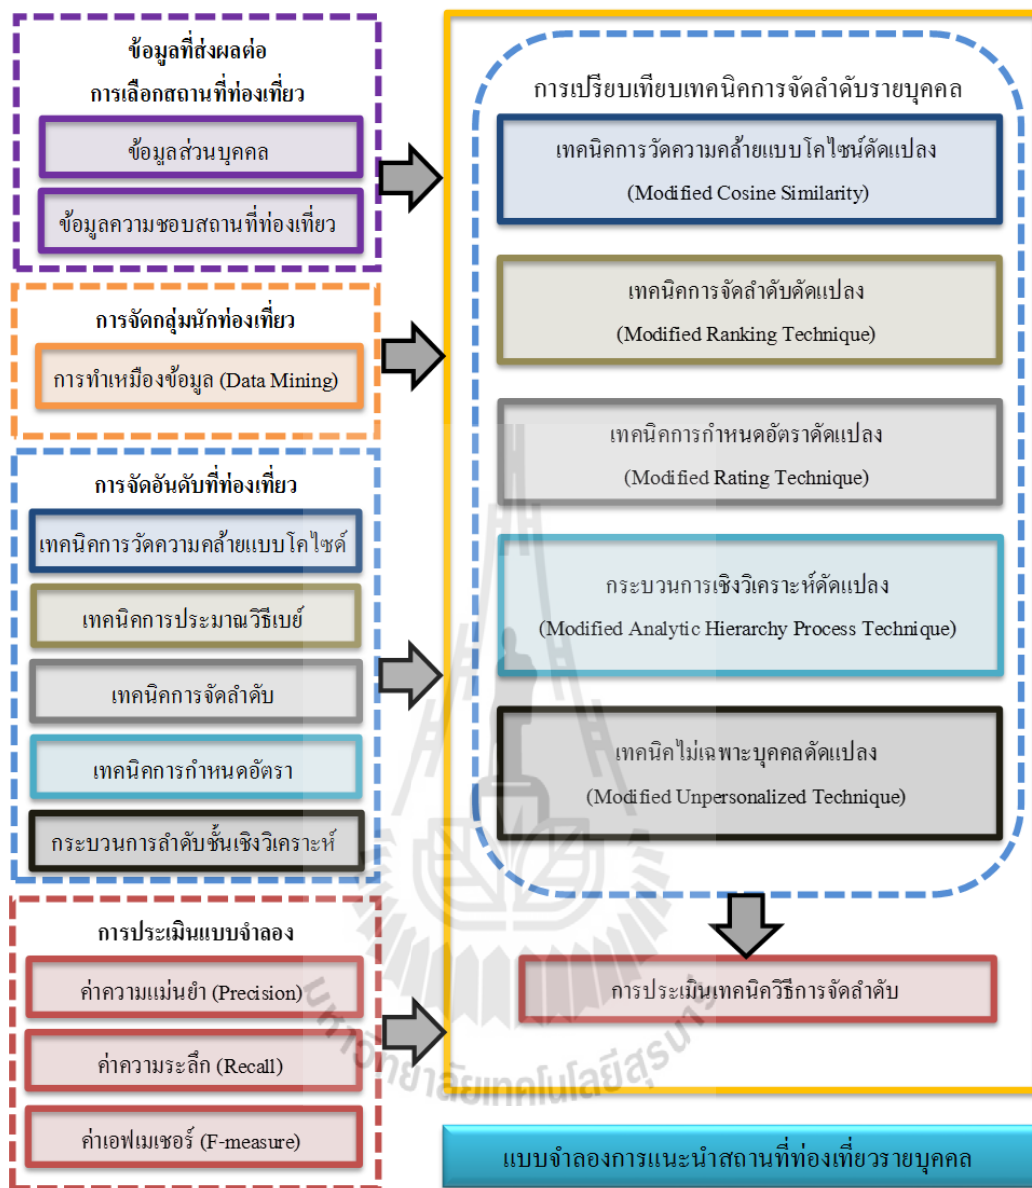 ข้อมูลที่ส่งผลต่อ
การเลือกสถานที่ท่องเที่ยว
ข้อมูลส่วนบุคคล
ข้อมูลความชอบสถานที่ท่องเที่ยว
การจัดกลุ่มนักท่องเที่ยว
การทำเหมืองข้อมูล (Data Mining)
การจัดอันดับที่ท่องเที่ยว
เทคนิคการวัดความคล้ายแบบโคไซต์
เทคนิคการประมาณวิธีเบย์
เทคนิคการจัดลำดับ
เทคนิคการกำหนดอัตรา
กระบวนการลำดับชั้นเชิงวิเคราะห์
การประเมินแบบจำลอง
ค่าความแม่นยำ (Precision)
ค่าความระลึก (Recall)
ค่าเอฟเมเชอร์ (F-measure)
การเปรียบเทียบเทคนิคการจัดลำดับรายบุคคล
เทคนิคการวัดความคล้ายแบบโคไซน์ดัดแปลง
(Modified Cosine Similarity)
เทคนิคการจัดลำดับดัดแปลง
(Modified Ranking Technique)
เทคนิคการกำหนดอัตราดัดแปลง
(Modified Rating Technique)
กระบวนการเชิงวิเคราะห์ดัดแปลง
(Modified Analytic Hierarchy Process Technique)
เทคนิคไม่เฉพาะบุคคลดัดแปลง
(Modified Unpersonalized Technique)
การประเมินเทคนิควิธีการจัดลำดับ
แบบจำลองการแนะนำสถานที่ท่องเที่ยวรายบุคคล
มหาวิทยาลัยเทคโนโลยีสุรนารี